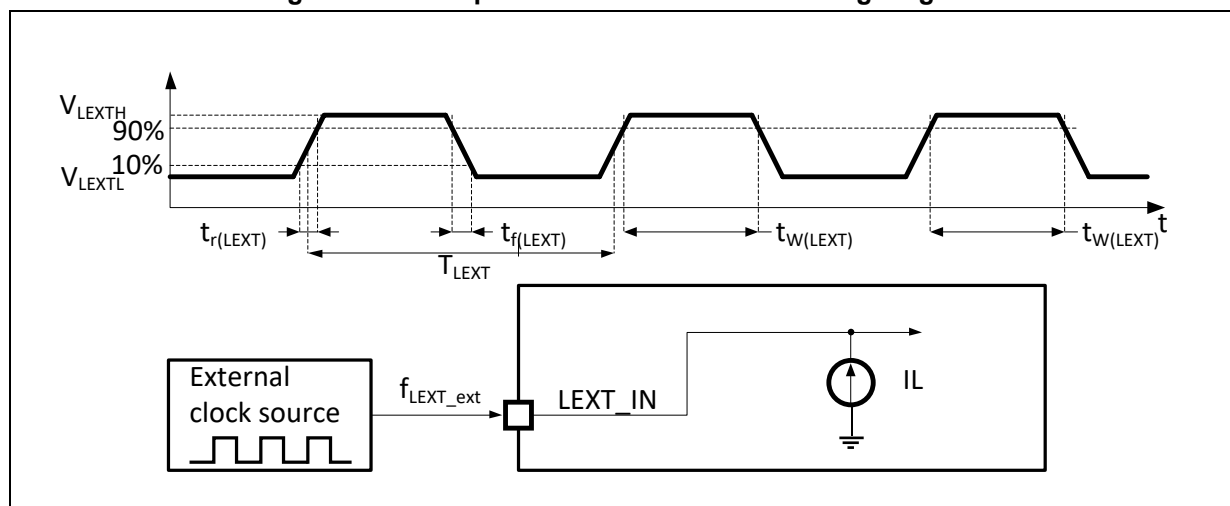 V_LEXTH
90%
10%
V_LEXTL
t_r(LEXT)
t_f(LEXT)
t_W(LEXT)
t_W(LEXT)
t
T_LEXT
External
clock source
f_LEXT_ext
LEXT_IN
IL